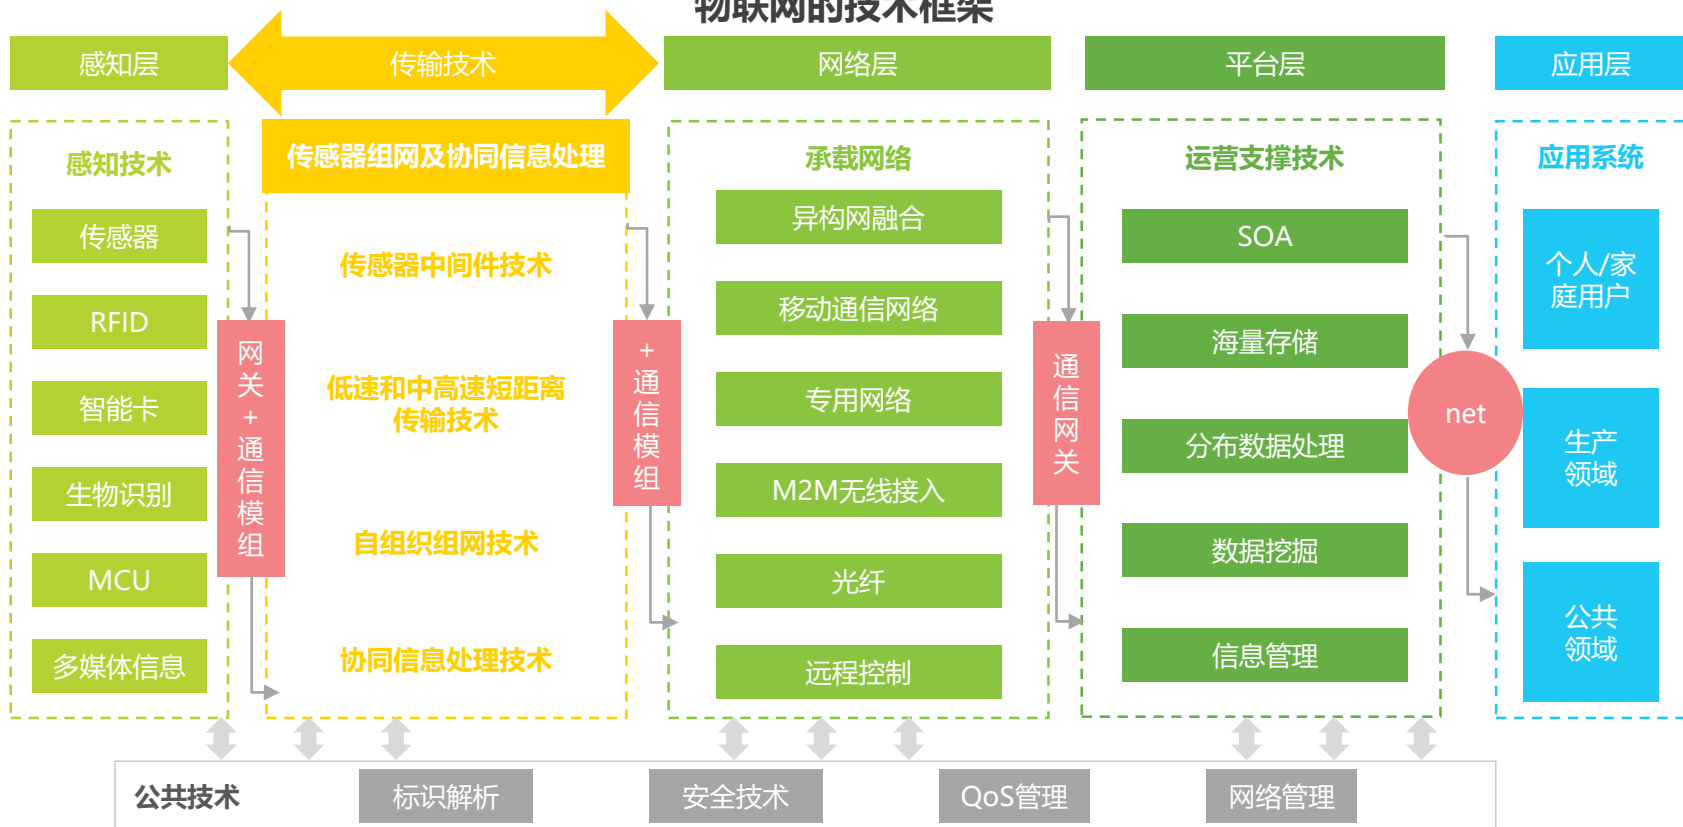 物联网的技术框架
感知层
传输技术
网络层
平台层
应用层
感知技术
传感器
RFID
智能卡
生物识别
MCU
多媒体信息
网关+通信模组
传感器组网及协同信息处理
传感器中间件技术
低速和中高速短距离
传输技术
自组织组网技术
协同信息处理技术
+通信模组
承载网络
异构网融合
移动通信网络
专用网络
M2M无线接入
光纤
远程控制
通信网关
运营支撑技术
SOA
海量存储
分布数据处理
数据挖掘
信息管理
net
应用系统
个人/家
庭用户
生产
领域
公共
领域
公共技术
标识解析
安全技术
QoS管理
网络管理